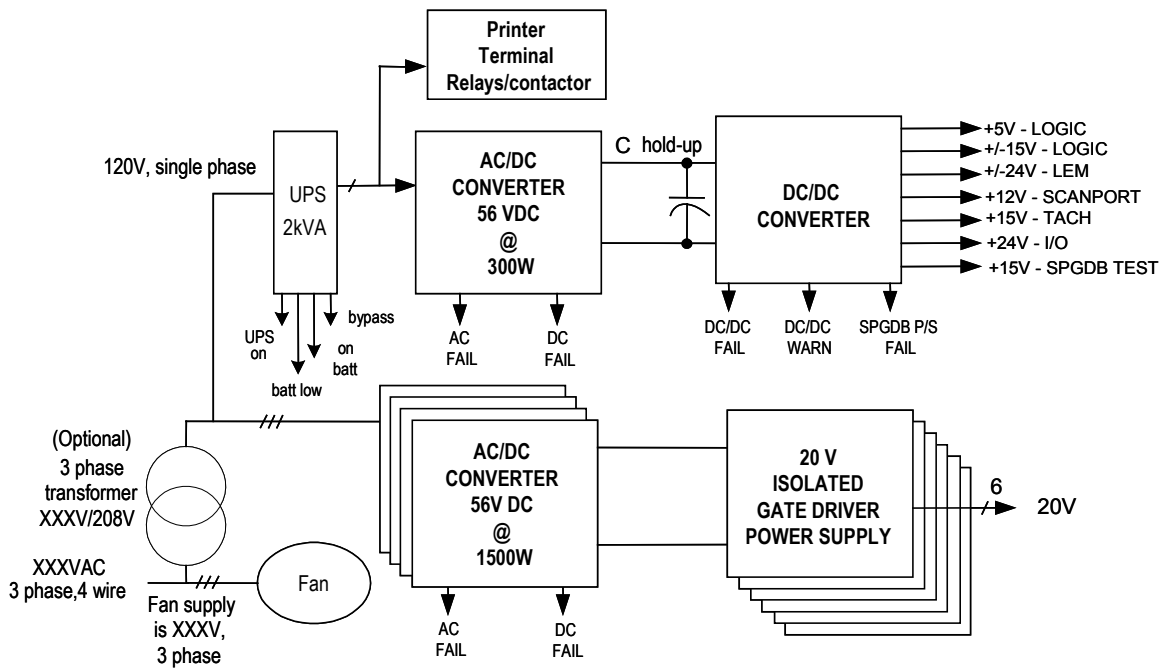 Printer
Terminal
Relays/contactor
120V, single phase
UPS
2kVA
UPS
on
batt low
on
batt
bypass
AC/DC
CONVERTER
56 VDC
@
300W
AC
FAIL
DC
FAIL
C hold-up
DC/DC
CONVERTER
+5V - LOGIC
+/-15V - LOGIC
+/-24V - LEM
+12V - SCANPORT
+15V - TACH
+24V - I/O
+15V - SPGDB TEST
DC/DC
FAIL
DC/DC
WARN
SPGDB P/S
FAIL
(Optional)
3 phase
transformer
XXXV/208V
XXXVAC
3 phase,4 wire
Fan supply
is XXXV,
3 phase
Fan
AC/DC
CONVERTER
56V DC
@
1500W
AC
FAIL
DC
FAIL
20 V
ISOLATED
GATE DRIVER
POWER SUPPLY
6
20V